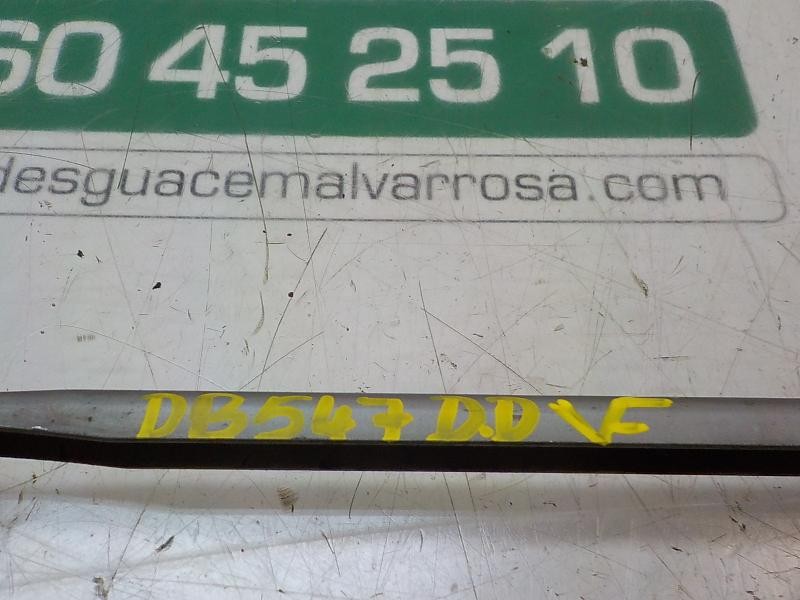 60 45 25 10
desguacemalvarrosa.com
DB547 D.D VF